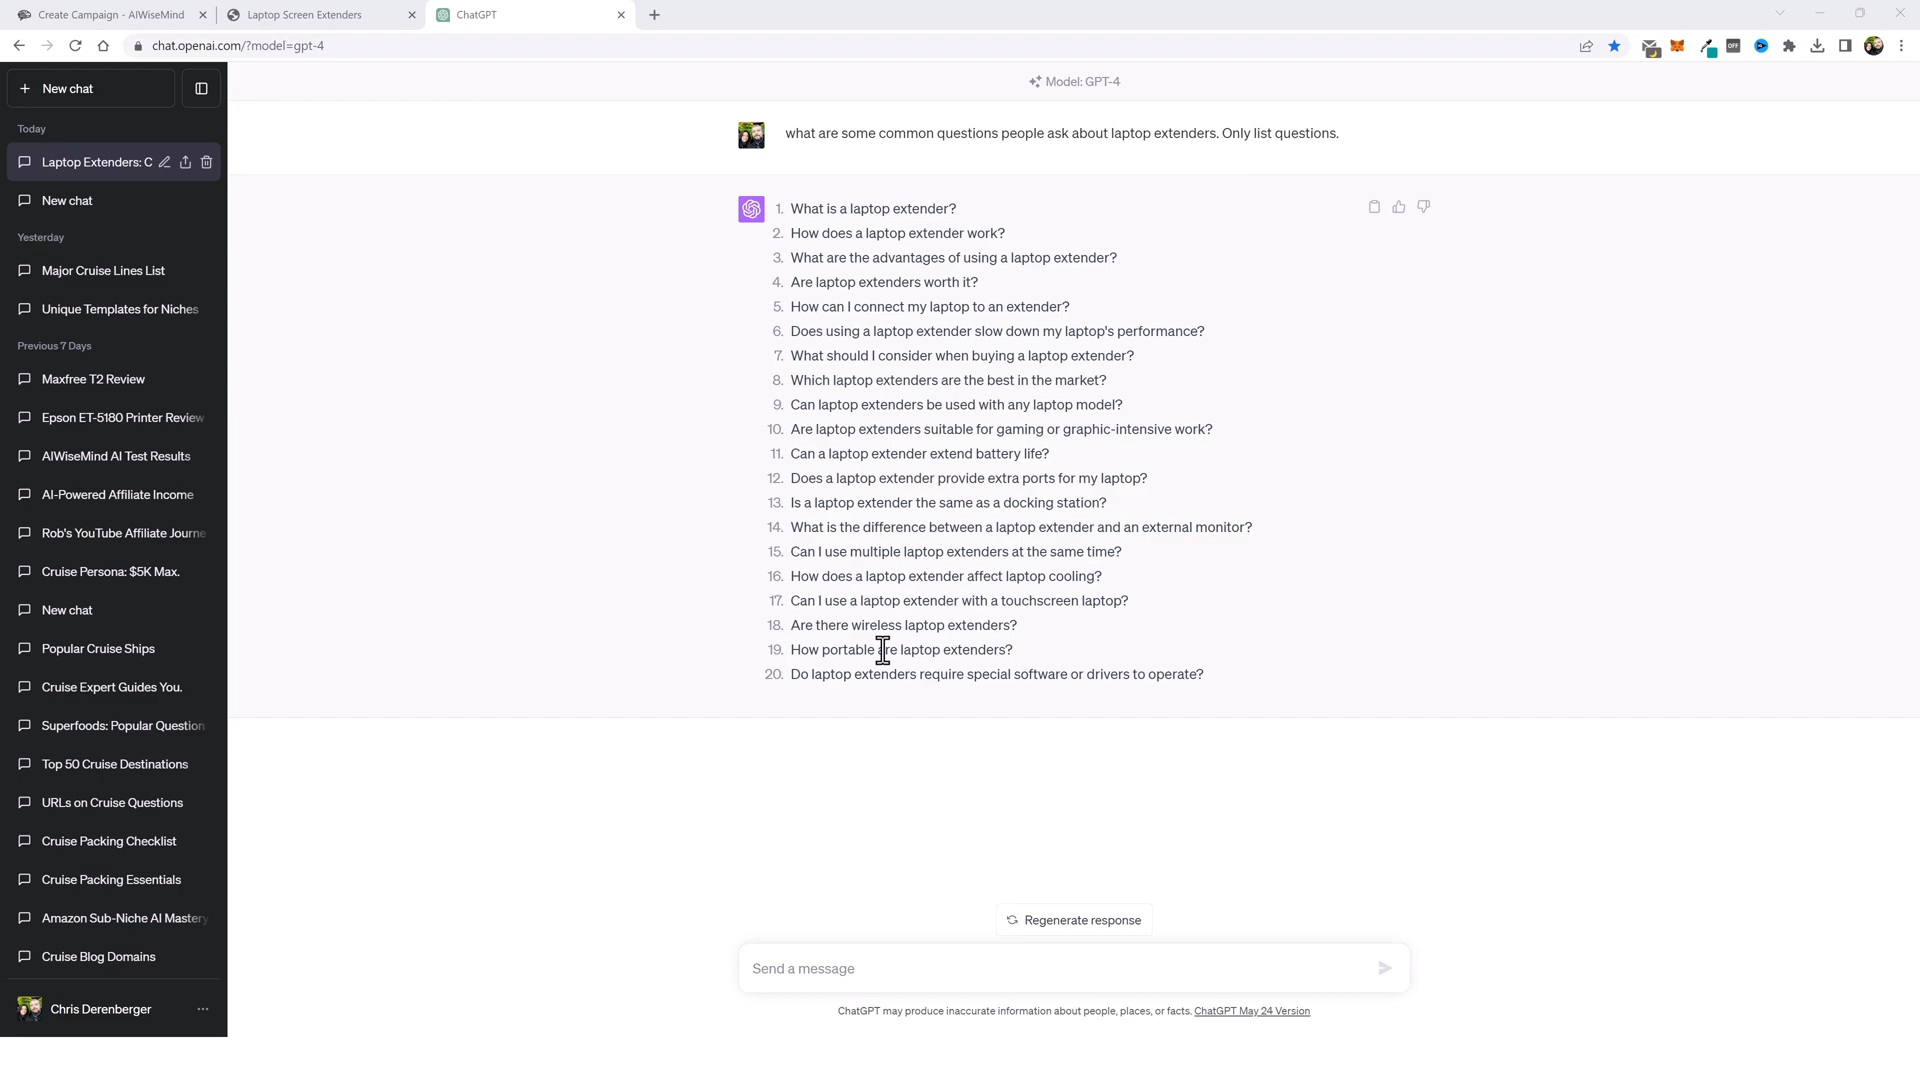 Create Campaign - AIWiseMind
Laptop Screen Extenders
ChatGPT
chat.openai.com/?model=gpt-4
OFF
New chat
Model: GPT-4
Today
Laptop Extenders: C
New chat
Yesterday
Major Cruise Lines List
Unique Templates for Niches
Previous 7 Days
Maxfree T2 Review
Epson ET-5180 Printer Review
AIWiseMind AI Test Results
AI-Powered Affiliate Income
Rob's YouTube Affiliate Journe
Cruise Persona: $5K Max.
New chat
Popular Cruise Ships
Cruise Expert Guides You.
Superfoods: Popular Question
Top 50 Cruise Destinations
URLs on Cruise Questions
Cruise Packing Checklist
Cruise Packing Essentials
Amazon Sub-Niche AI Mastery
Cruise Blog Domains
Chris Derenberger
what are some common questions people ask about laptop extenders. Only list questions.
1. What is a laptop extender?
2. How does a laptop extender work?
3. What are the advantages of using a laptop extender?
4. Are laptop extenders worth it?
5. How can I connect my laptop to an extender?
6. Does using a laptop extender slow down my laptop's performance?
7. What should I consider when buying a laptop extender?
8. Which laptop extenders are the best in the market?
9. Can laptop extenders be used with any laptop model?
10. Are laptop extenders suitable for gaming or graphic-intensive work?
11. Can a laptop extender extend battery life?
12. Does a laptop extender provide extra ports for my laptop?
13. Is a laptop extender the same as a docking station?
14. What is the difference between a laptop extender and an external monitor?
15. Can I use multiple laptop extenders at the same time?
16. How does a laptop extender affect laptop cooling?
17. Can I use a laptop extender with a touchscreen laptop?
18. Are there wireless laptop extenders?
19. How portable are laptop extenders?
20. Do laptop extenders require special software or drivers to operate?
Regenerate response
Send a message
ChatGPT may produce inaccurate information about people, places, or facts. ChatGPT May 24 Version